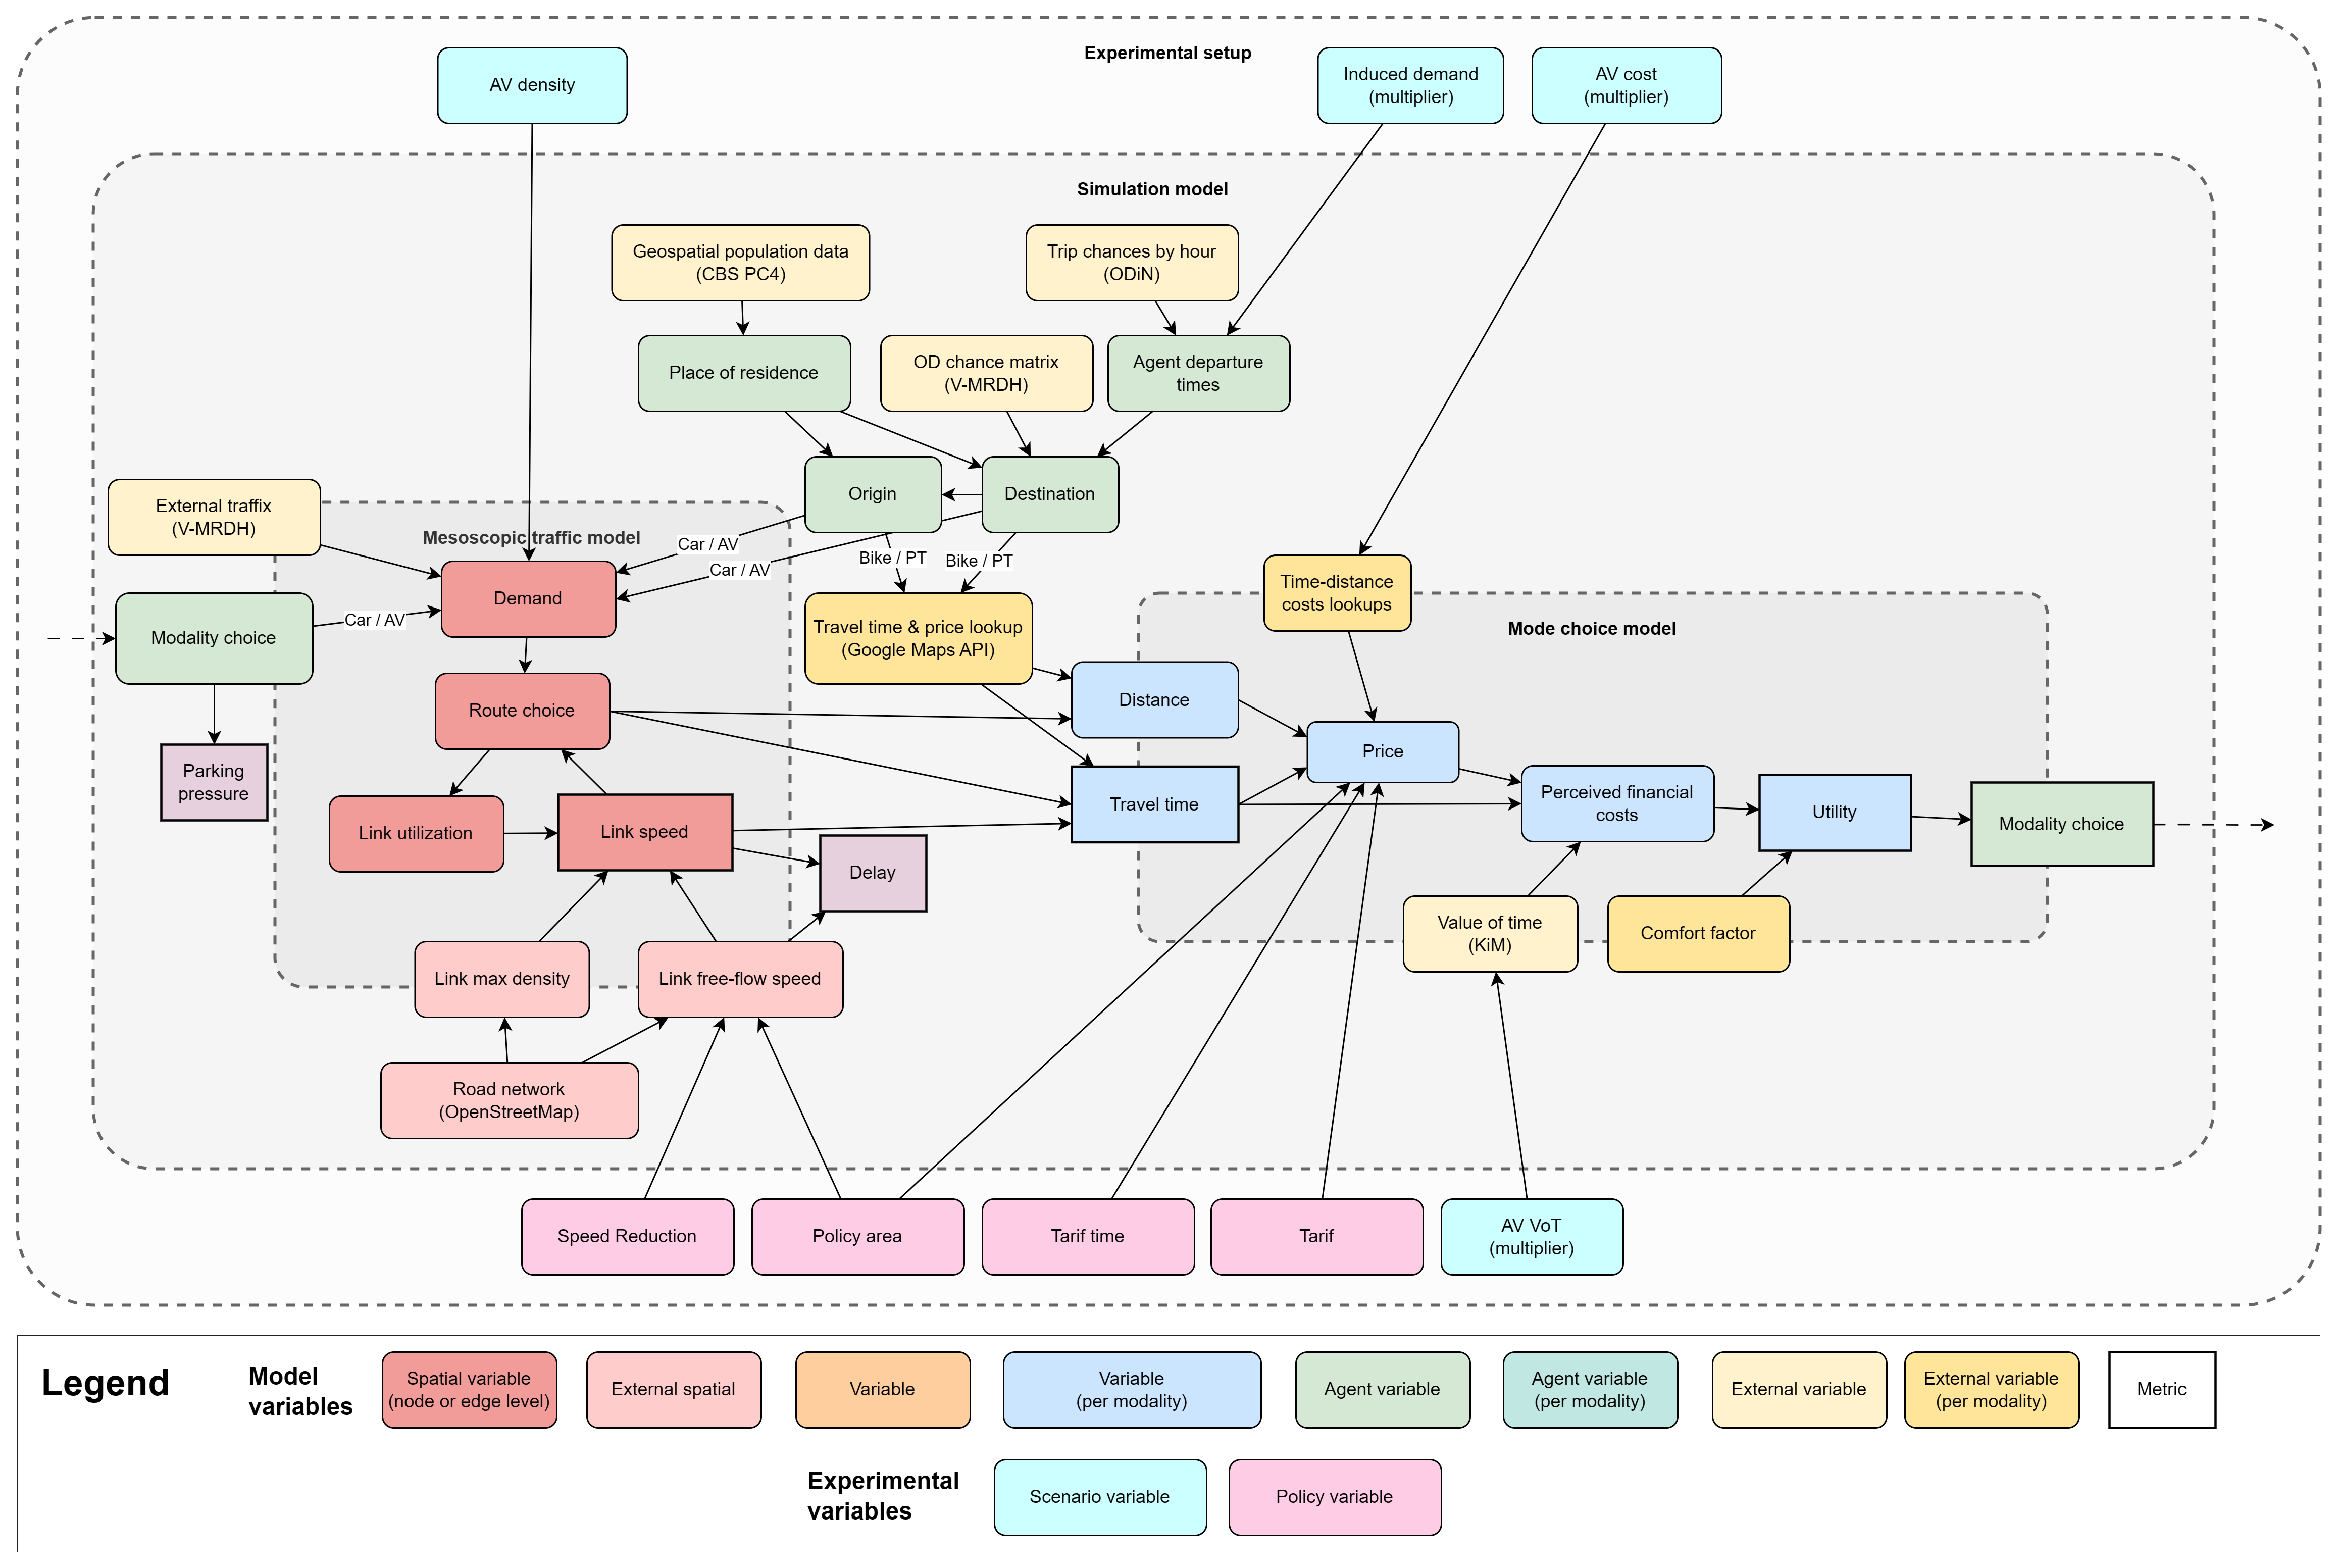 Experimental setup
AV density
Induced demand
(multiplier)
AV cost
(multiplier)
Simulation model
Geospatial population data
(CBS PC4)
Trip chances by hour
(ODiN)
Place of residence
OD chance matrix
(V-MRDH)
Agent departure
times
External traffix
(V-MRDH)
Origin
Destination
Mesoscopic traffic model
Car / AV
Car / AV
Bike / PT
Bike / PT
Demand
Car / AV
Modality choice
Travel time & price lookup
(Google Maps API)
Time-distance
costs lookups
Mode choice model
Route choice
Distance
Price
Parking
pressure
Link utilization
Link speed
Travel time
Perceived financial
costs
Utility
Modality choice
Delay
Value of time
(KiM)
Comfort factor
Link max density
Link free-flow speed
Road network
(OpenStreetMap)
Speed Reduction
Policy area
Tarif time
Tarif
AV VoT
(multiplier)
Legend
Model
variables
Spatial variable
(node or edge level)
External spatial
Variable
Variable
(per modality)
Agent variable
Agent variable
(per modality)
External variable
External variable
(per modality)
Metric
Experimental
variables
Scenario variable
Policy variable